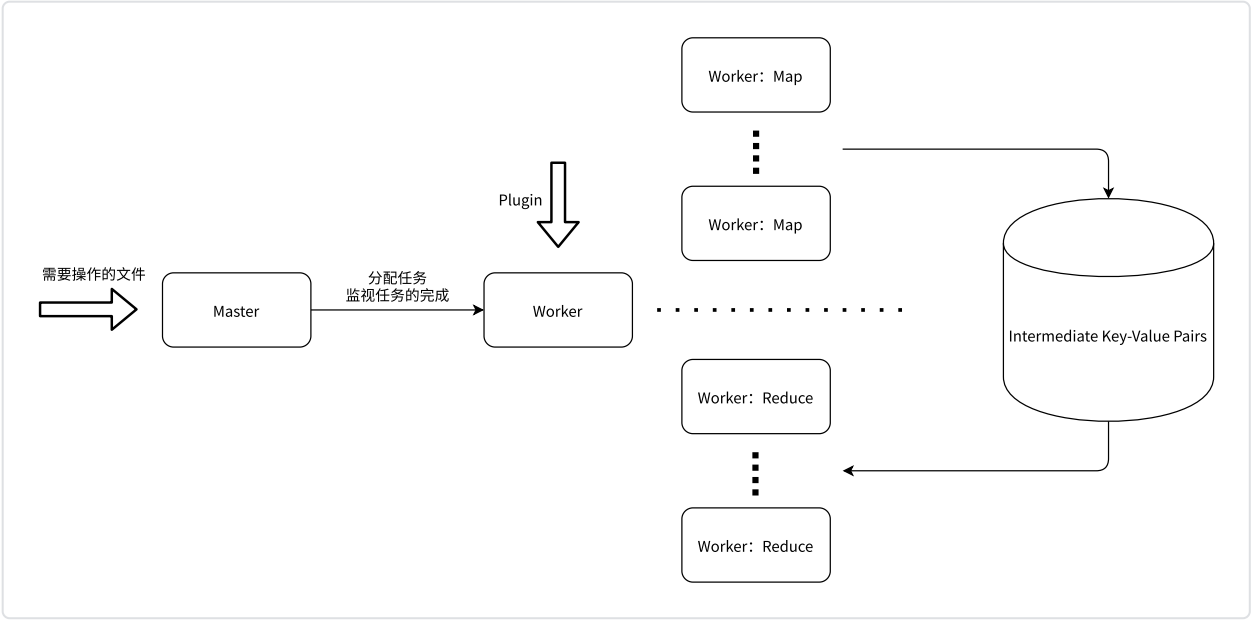 Worker：Map
Worker：Map
Plugin
需要操作的文件
Master
分配任务
监视任务的完成
Worker
Intermediate Key-Value Pairs
Worker：Reduce
Worker：Reduce